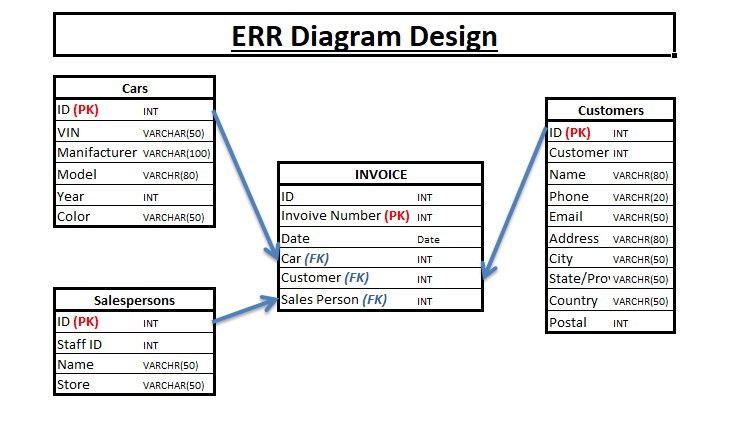 ERR Diagram Design
Cars
ID (PK) INT
VIN VARCHAR(50)
Manifacturer VARCHAR(100)
Model VARCHR(80)
Year INT
Color VARCHAR(50)
Salespersons
ID (PK) INT
Staff ID INT
Name VARCHR(50)
Store VARCHAR(50)
INVOICE
ID INT
Invoive Number (PK) INT
Date Date
Car (FK) INT
Customer (FK) INT
Sales Person (FK) INT
Customers
ID (PK) INT
Customer INT
Name VARCHR(80)
Phone VARCHR(20)
Email VARCHR(50)
Address VARCHR(80)
City VARCHR(50)
State/Prov VARCHR(50)
Country VARCHR(50)
Postal INT